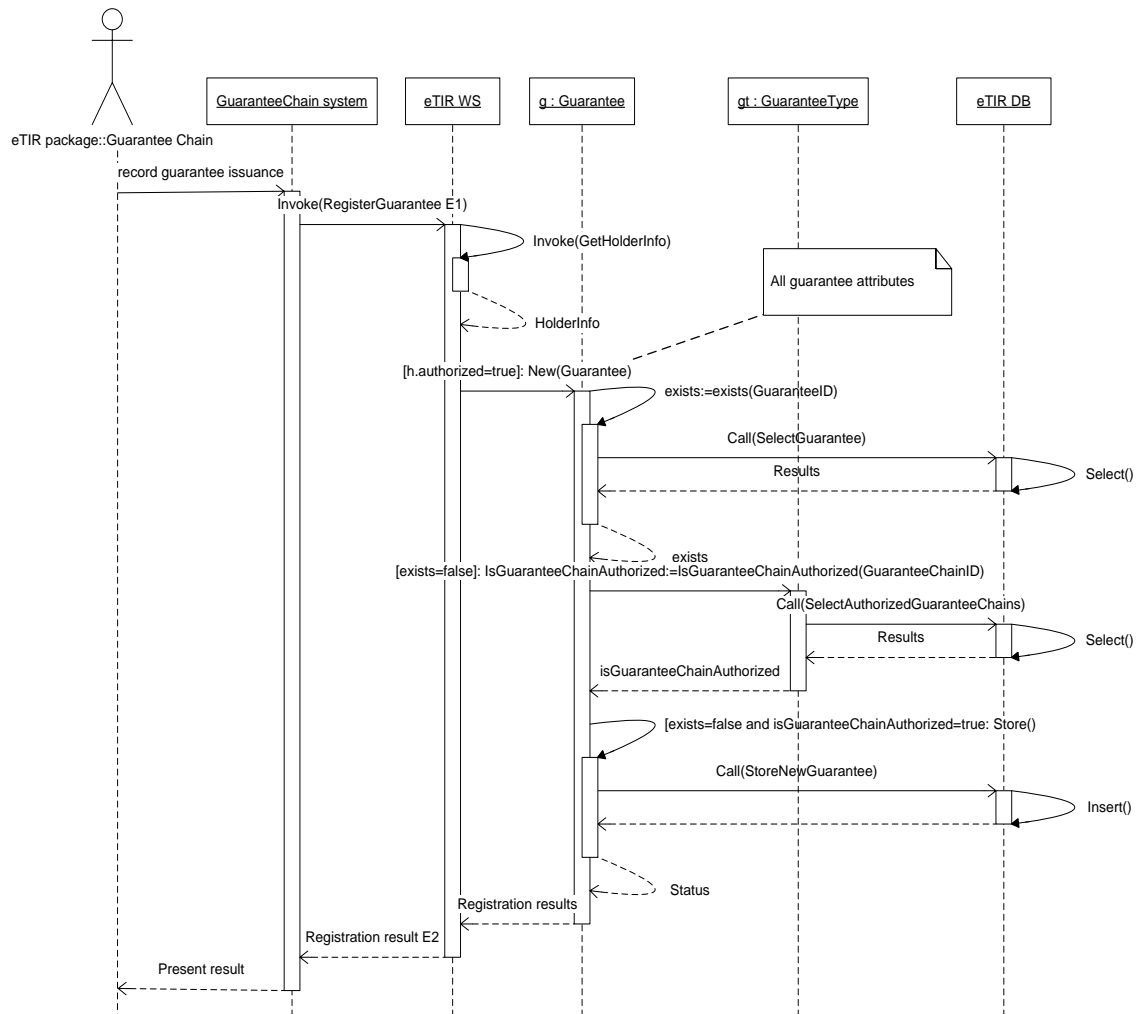 GuaranteeChain system
eTIR WS
g : Guarantee
gt : GuaranteeType
eTIR DB
eTIR package::Guarantee Chain
record guarantee issuance
Invoke(RegisterGuarantee E1)
Invoke(GetHolderInfo)
All guarantee attributes
HolderInfo
[h.authorized=true]: New(Guarantee)
exists:=exists(GuaranteeID)
Call(SelectGuarantee)
Results
Select()
exists
[exists=false]: IsGuaranteeChainAuthorized:=IsGuaranteeChainAuthorized(GuaranteeChainID)
Call(SelectAuthorizedGuaranteeChains)
Results
Select()
isGuaranteeChainAuthorized
[exists=false and isGuaranteeChainAuthorized=true: Store()
Call(StoreNewGuarantee)
Insert()
Status
Registration results
Registration result E2
Present result